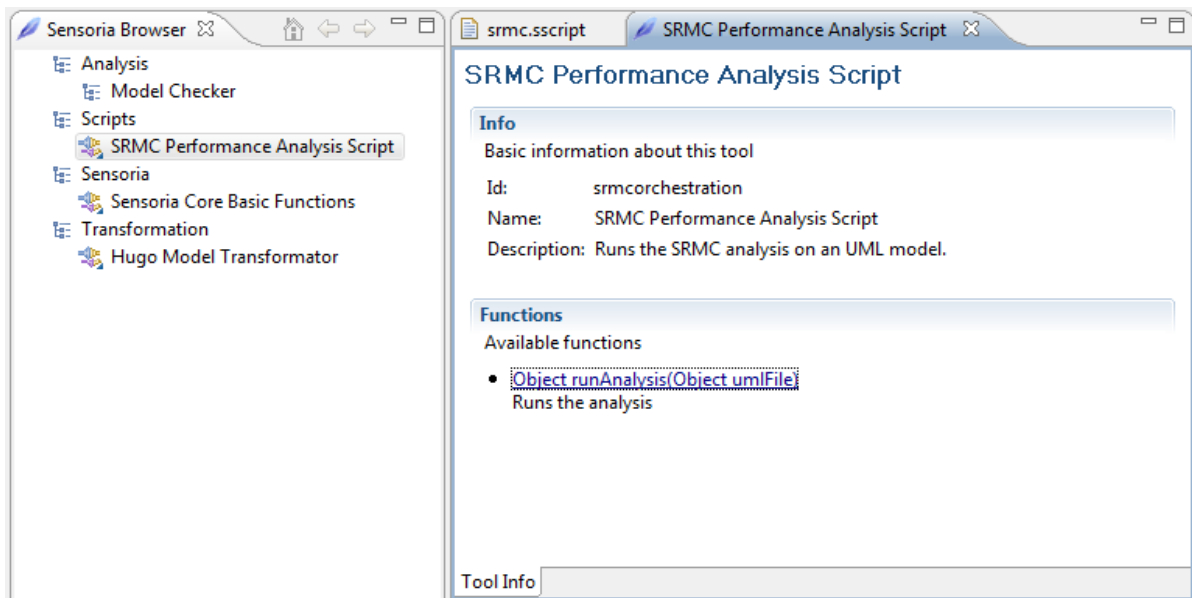 Sensoria Browser
Analysis
Model Checker
Scripts
SRMC Performance Analysis Script
Sensoria
Sensoria Core Basic Functions
Transformation
Hugo Model Transformator
srmc.sscript
SRMC Performance Analysis Script
SRMC Performance Analysis Script
Info
Basic information about this tool
Id: srmcorchestration
Name: SRMC Performance Analysis Script
Description: Runs the SRMC analysis on an UML model.
Functions
Available functions
Object runAnalysis(Object umlFile)
Runs the analysis
Tool Info